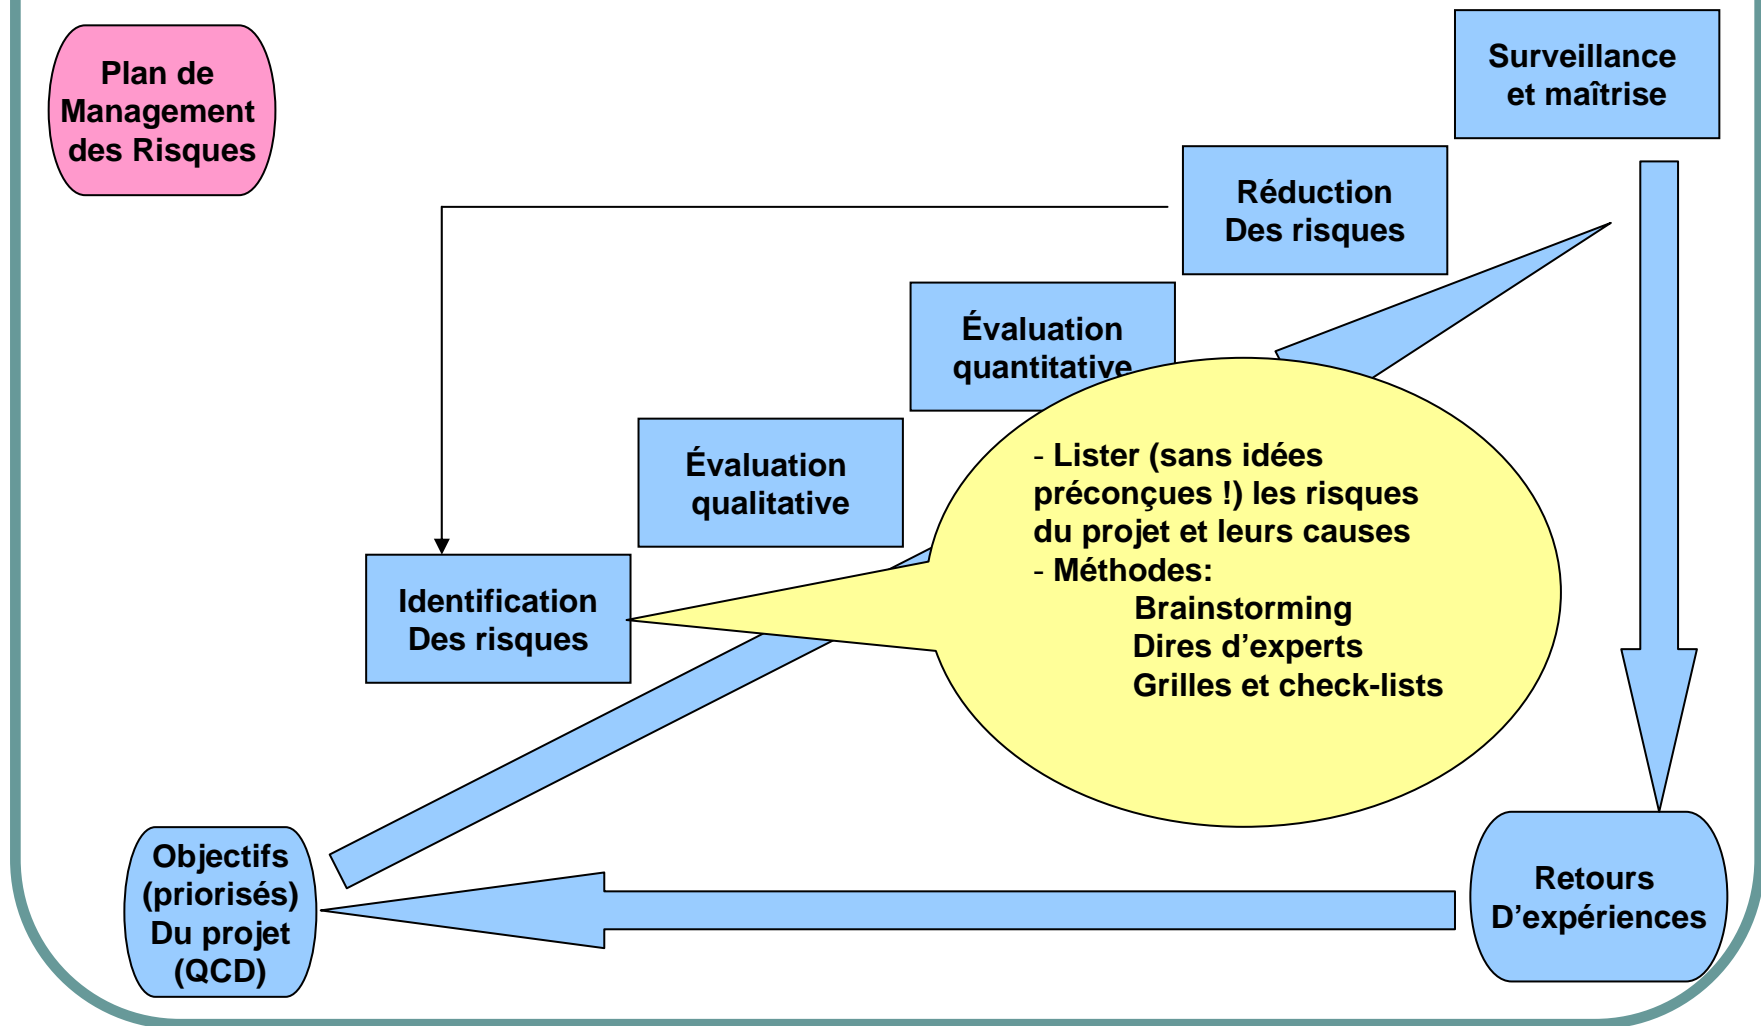 Plan de
Management
des Risques
Surveillance
et maîtrise
Réduction
Des risques
Évaluation
quantitative
Évaluation
qualitative
Identification
Des risques
- Lister (sans idées
préconçues !) les risques
du projet et leurs causes
- Méthodes:
Brainstorming
Dires d’experts
Grilles et check-lists
Objectifs
(priorisés)
Du projet
(QCD)
Retours
D’expériences